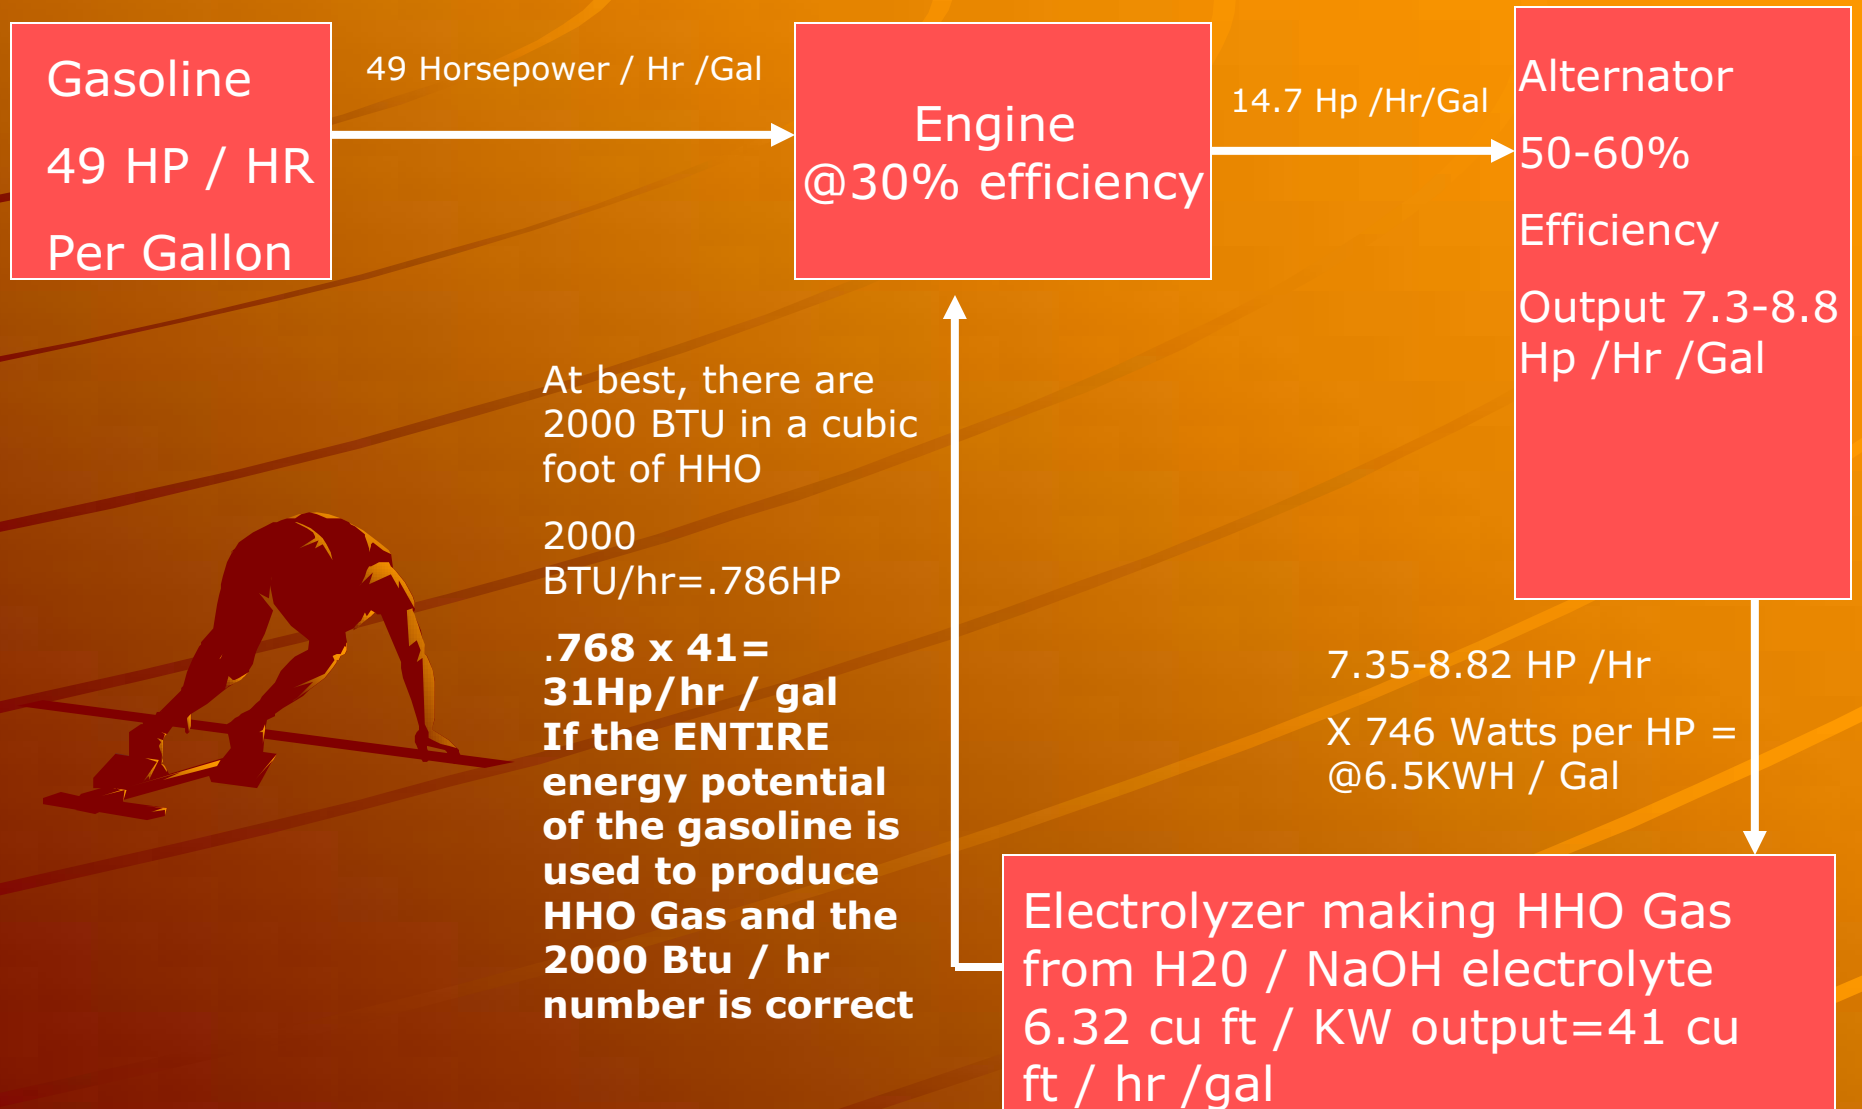 Gasoline
49 HP / HR
Per Gallon
49 Horsepower / Hr /Gal
Engine
@30% efficiency
14.7 Hp /Hr/Gal
Alternator
50-60%
Efficiency
Output 7.3-8.8
Hp /Hr /Gal
At best, there are
2000 BTU in a cubic
foot of HHO
2000
BTU/hr=.786HP
.768 x 41=
31Hp/hr / gal
If the ENTIRE
energy potential
of the gasoline is
used to produce
HHO Gas and the
2000 Btu / hr
number is correct
7.35-8.82 HP /Hr
X 746 Watts per HP =
@6.5KWH / Gal
Electrolyzer making HHO Gas
from H20 / NaOH electrolyte
6.32 cu ft / KW output=41 cu
ft / hr /gal